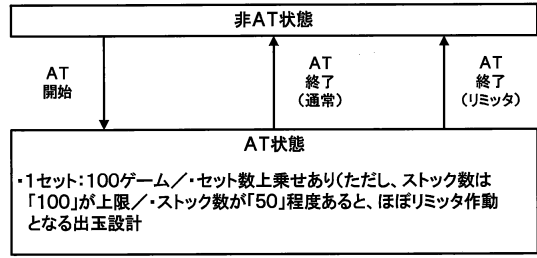 非AT状態
AT
開始
AT
終了
(通常)
AT
終了
(リミッタ)
AT状態
・1セット:100ゲーム/・セット数上乗せあり(ただし、ストック数は
「100」が上限/・ストック数が「50」程度あると、ほぼリミッタ作動
となる出玉設計